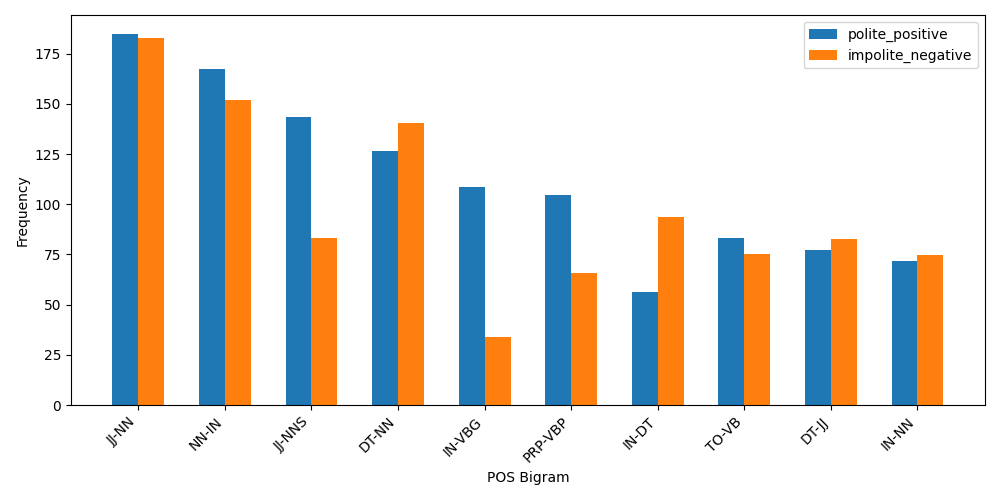 polite_positive
impolite_negative
Frequency
175
150
125
100
75
50
25
0
JJ-NN
NN-IN
JJ-NNS
DT-NN
IN-VBG
PRP-VBP
IN-DT
TO-VB
DT-JJ
IN-NN
POS Bigram